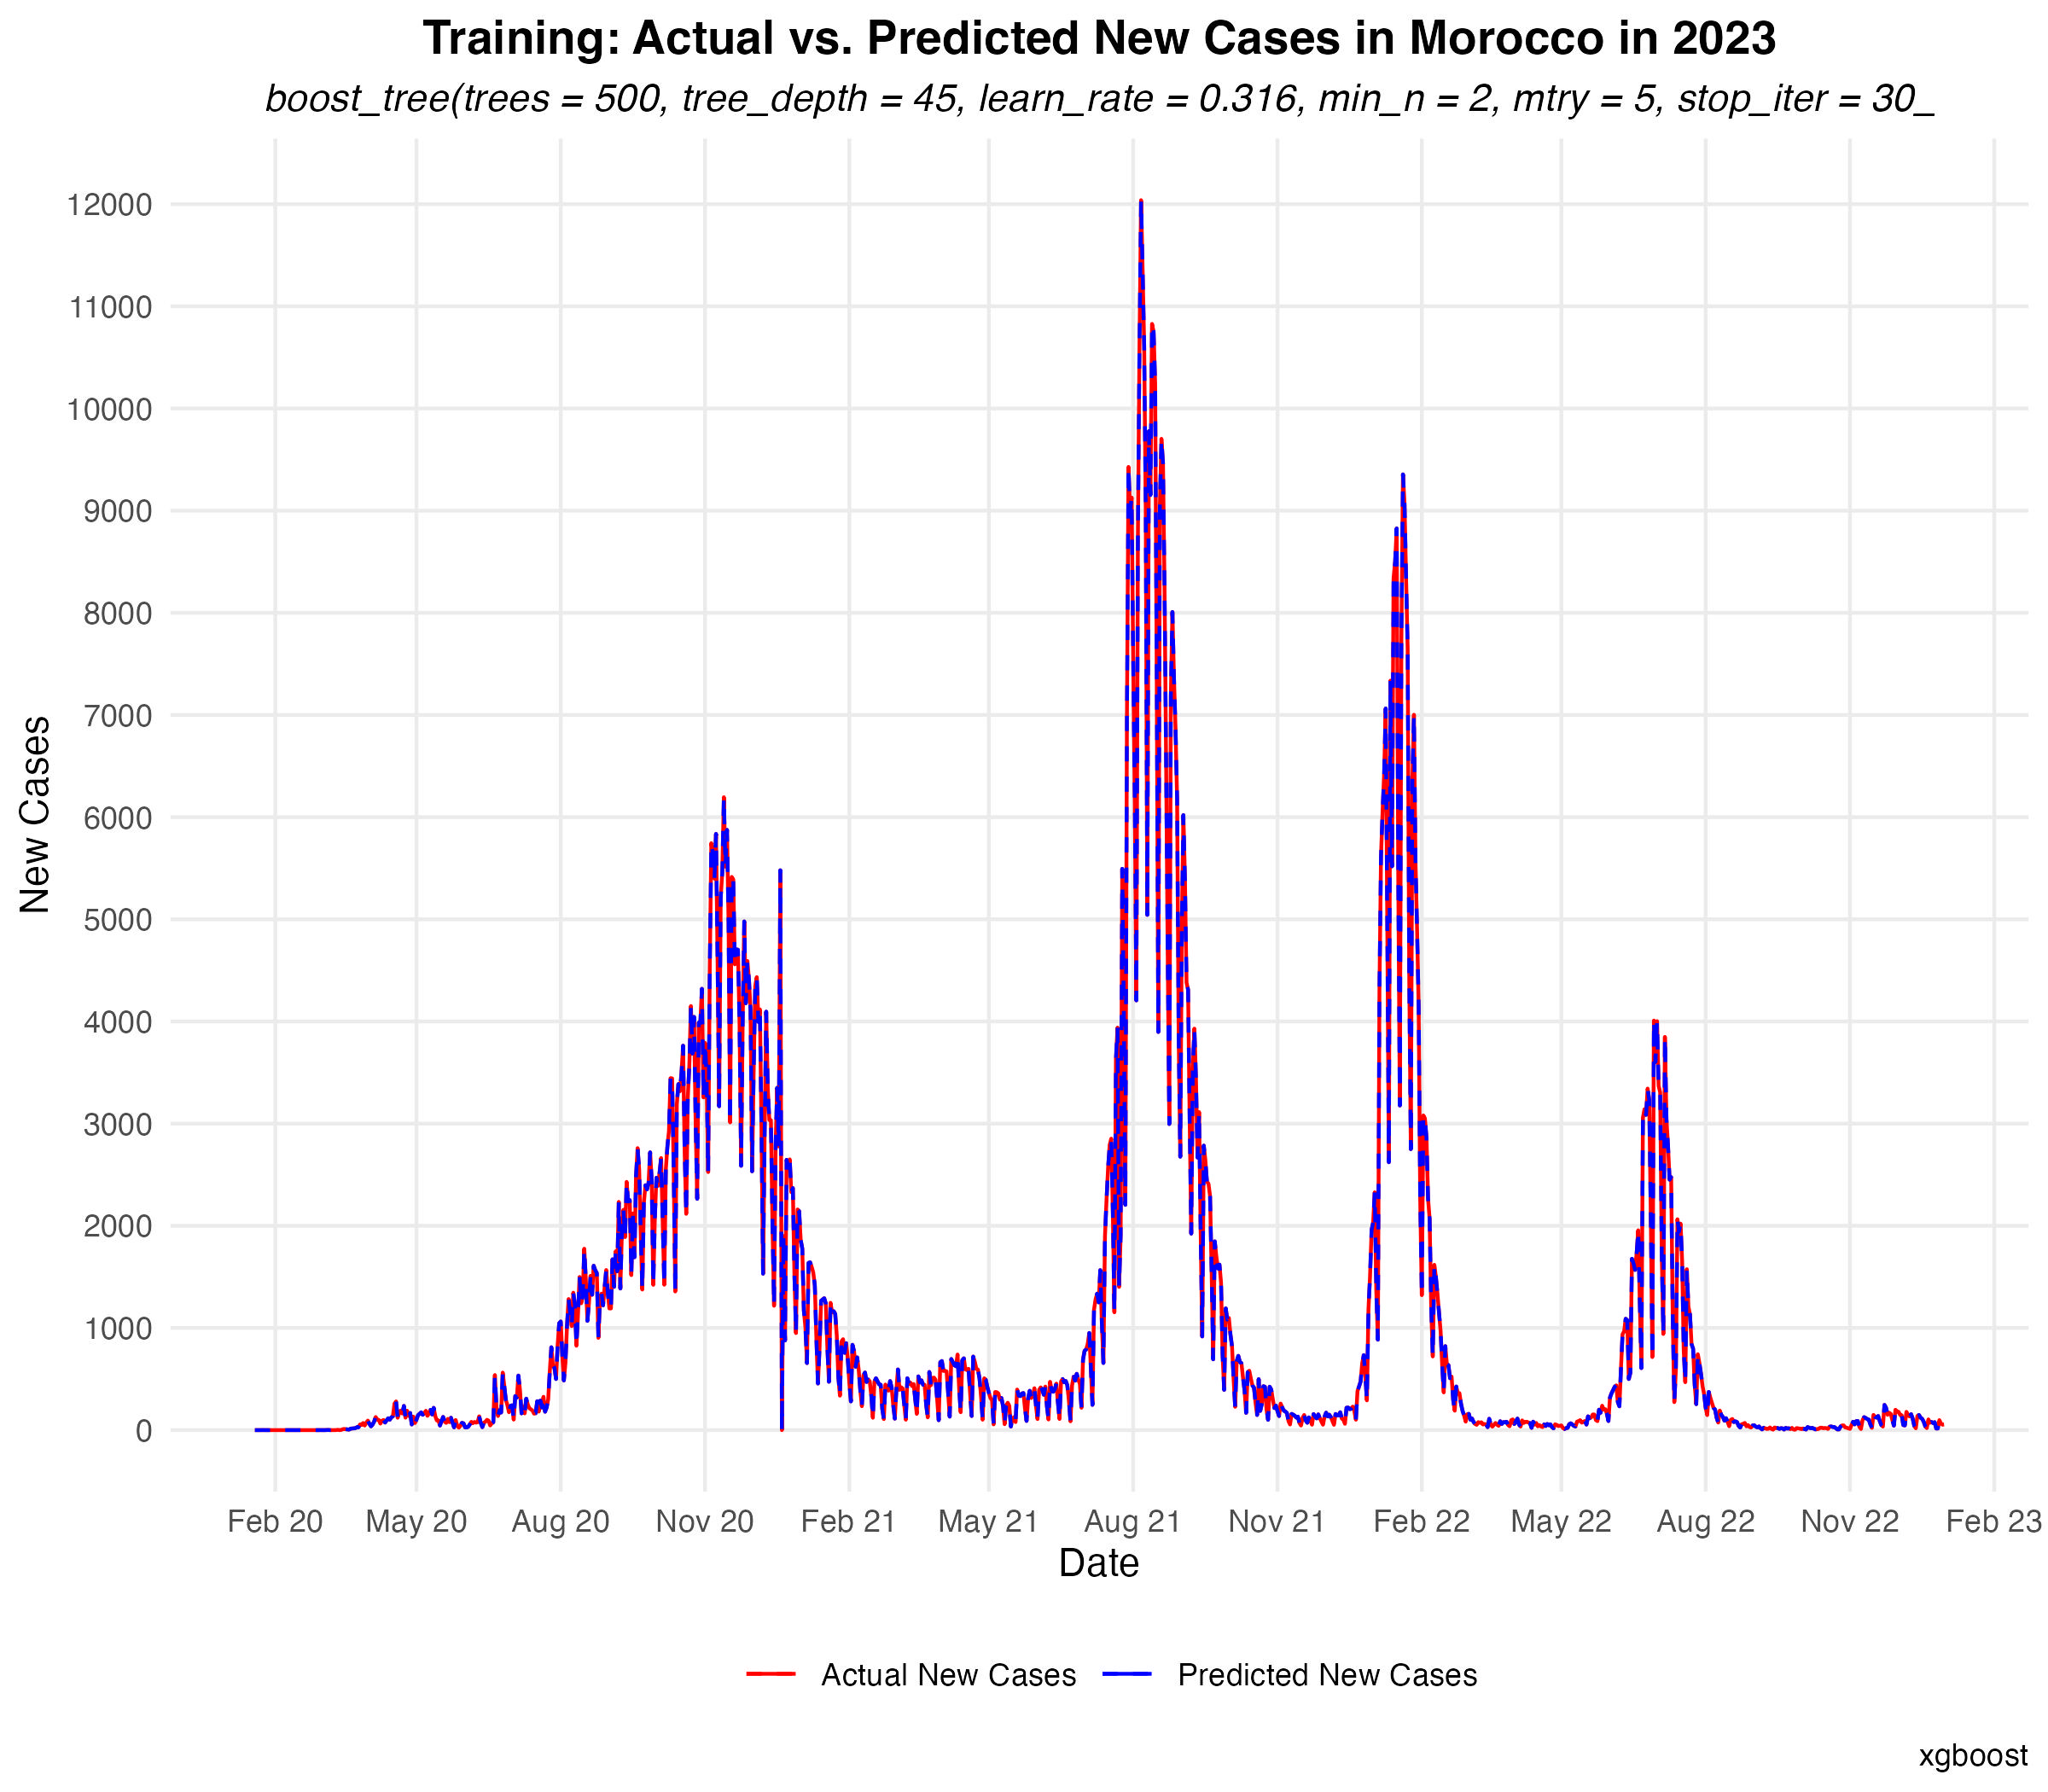 Training: Actual vs. Predicted New Cases in Morocco in 2023
boost_tree(trees = 500, tree_depth = 45, learn_rate = 0.316, min_n = 2, mtry = 5, stop_iter = 30_
New Cases
12000
11000
10000
9000
8000
7000
6000
5000
4000
3000
2000
1000
0
Feb 20 May 20 Aug 20 Nov 20 Feb 21 May 21 Aug 21 Nov 21 Feb 22 May 22 Aug 22 Nov 22 Feb 23
Date
Actual New Cases Predicted New Cases
xgboost